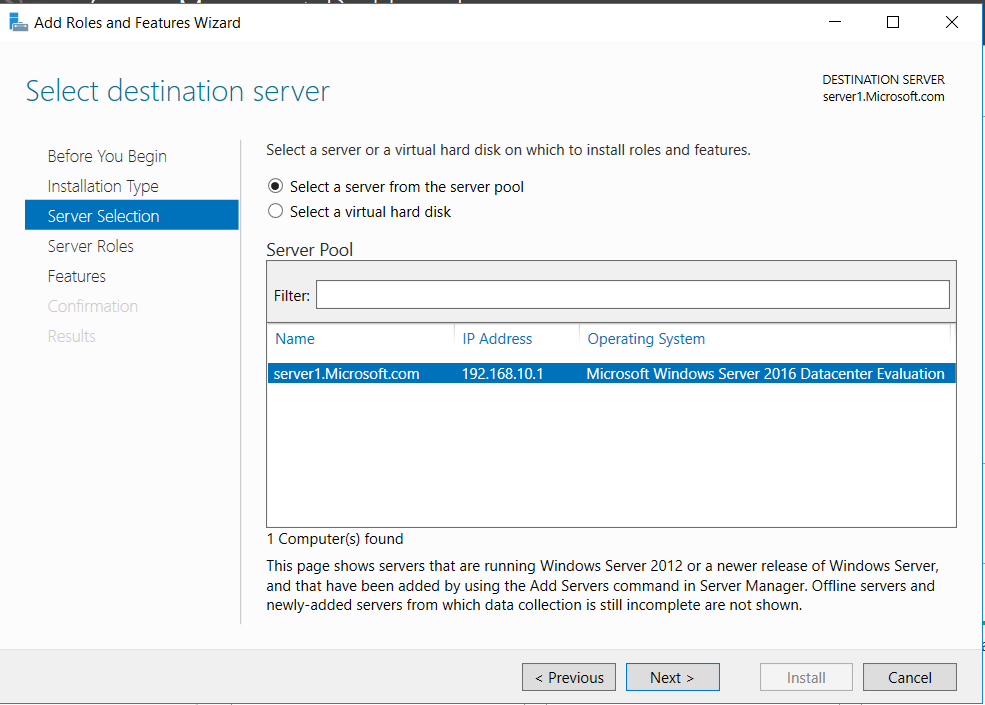 Add Roles and Features Wizard
Select destination server
DESTINATION SERVER
server1.Microsoft.com
Before You Begin
Installation Type
Server Selection
Server Roles
Features
Confirmation
Results
Select a server or a virtual hard disk on which to install roles and features.
Select a server from the server pool
Select a virtual hard disk
Server Pool
Filter:
Name IP Address Operating System
server1.Microsoft.com 192.168.10.1 Microsoft Windows Server 2016 Datacenter Evaluation
1 Computer(s) found
This page shows servers that are running Windows Server 2012 or a newer release of Windows Server,
and that have been added by using the Add Servers command in Server Manager. Offline servers and
newly-added servers from which data collection is still incomplete are not shown.
< Previous Next > Install Cancel